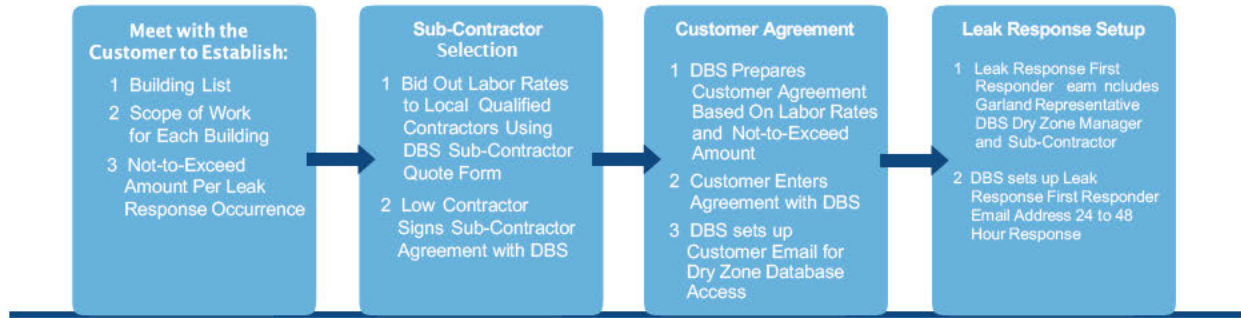 Meet with the
Customer to Establish:
1 Building List
2 Scope of Work
for Each Building
3 Not-to-Exceed
Amount Per Leak
Response Occurrence
Sub-Contractor
Selection
1 Bid Out Labor Rates
to Local Qualified
Contractors Using
DBS Sub-Contractor
Quote Form
2 Low Contractor
Signs Sub-Contractor
Agreement with DBS
Customer Agreement
1 DBS Prepares
Customer Agreement
Based On Labor Rates
and Not-to-Exceed
Amount
2 Customer Enters
Agreement with DBS
3 DBS sets up
Customer Email for
Dry Zone Database
Access
Leak Response Setup
1 Leak Response First
Responder eam ncludes
Garland Representative
DBS Dry Zone Manager
and Sub-Contractor
2 DBS sets up Leak
Response First Responder
Email Address 24 to 48
Hour Response